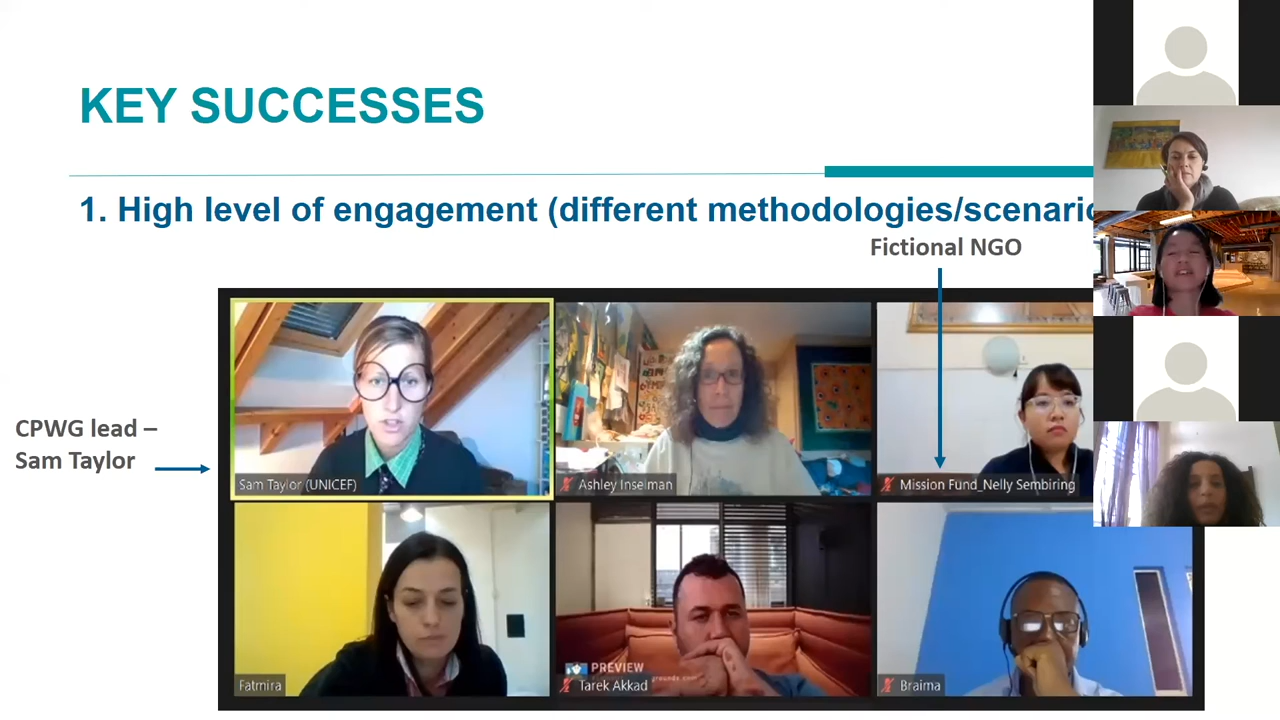 KEY SUCCESSES
1. High level of engagement (different methodologies/scenario
Fictional NGO
CPWG lead –
Sam Taylor
Sam Taylor (UNICEF)
Ashley Inselman
Mission Fund_Nelly Sembiring
Fatmira
PREVIEW
Tarek Akkad
Braima